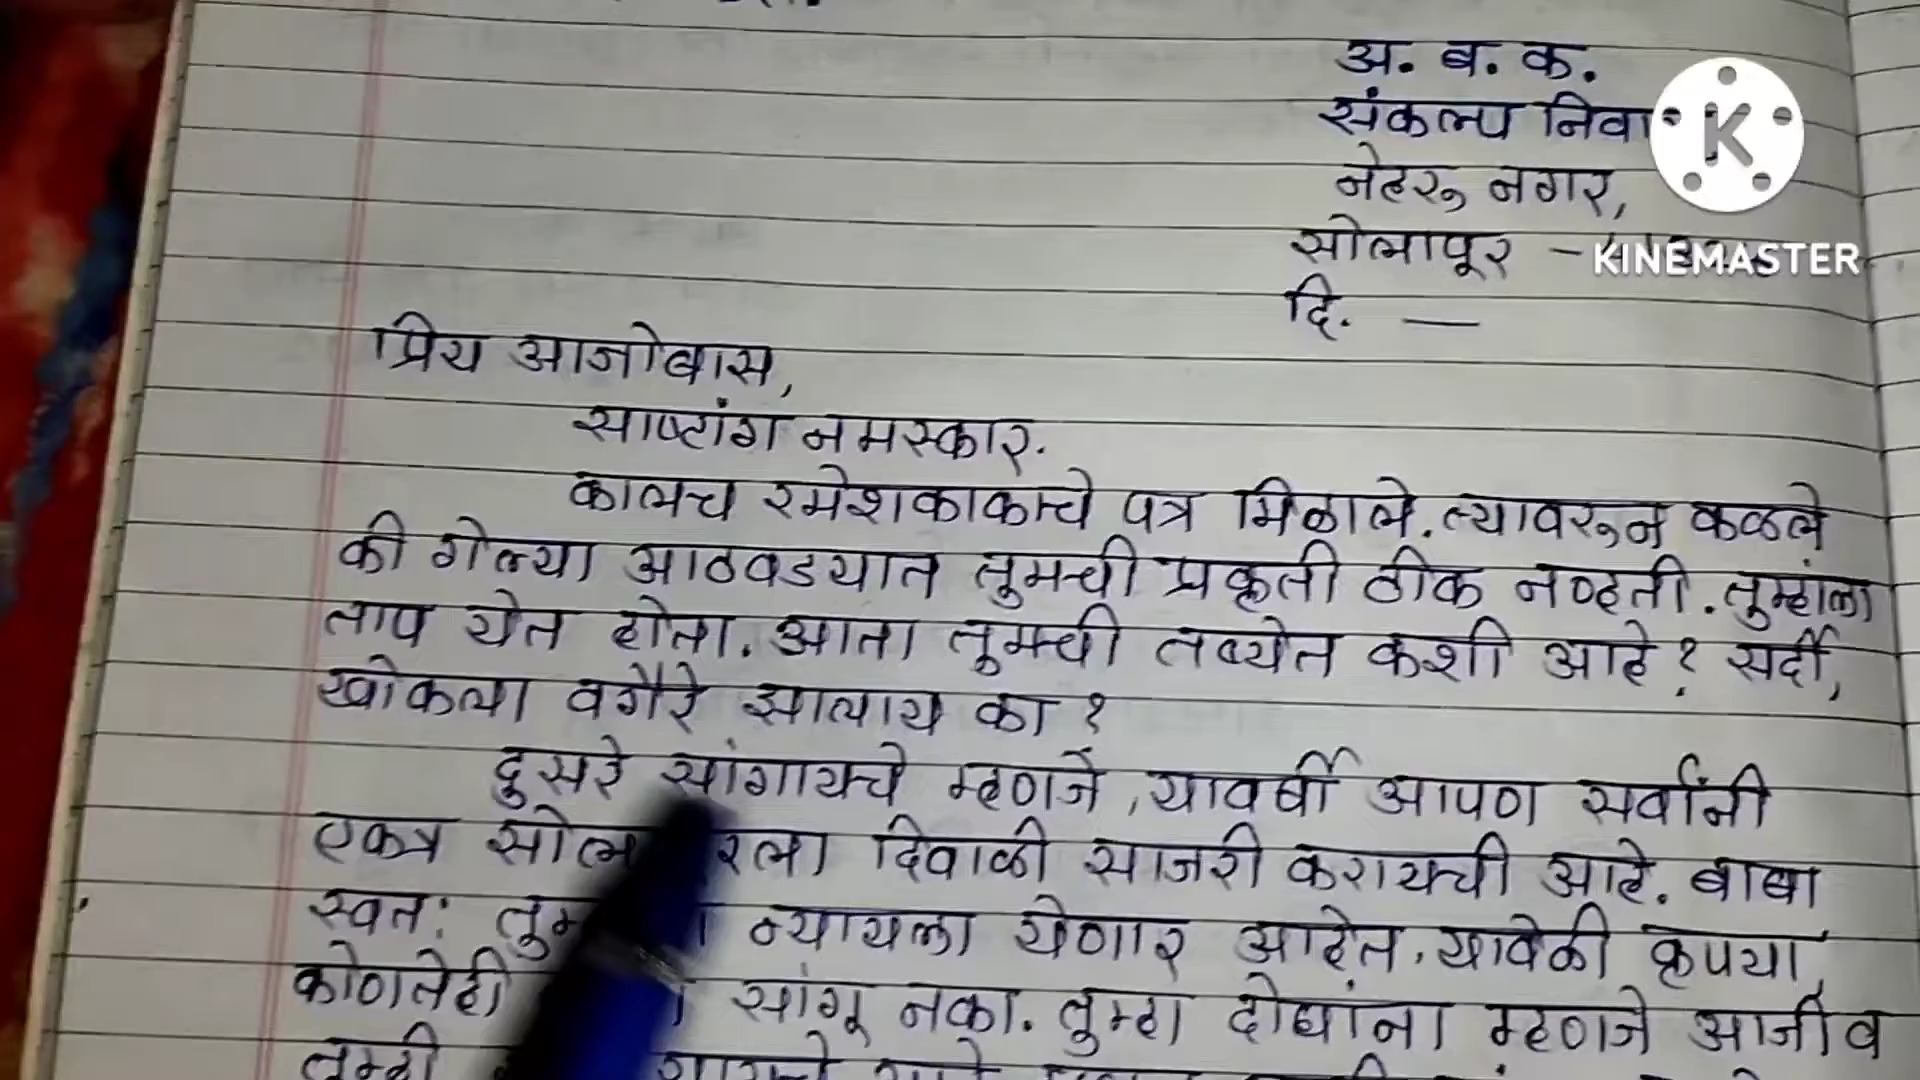 अ. ब. क.
संकल्प
K
नेहरू नगर,
सोलापूर -
KINEMASTER
दि. —
प्रिय आजोबास,
साष्टांग नमस्कार.
कालच रमेशकाकाचे पत्र मिळाले. त्यावरून कळले
की गेल्या आठवड्यात तुमची प्रकृती ठीक नव्हती. तुम्हांला
ताप येत होता. आता तुमची तब्येत कशी आहे? सर्दी,
खोकला वगैरे झालाय का?
दुसरे सांगायचे म्हणजे, यावर्षी आपण सर्वांनी
एकत्र दिवाळी साजरी करायची आहे. बाबा
स्वतः न्यायला येणार आहेत. यावेळी कृपया
कोणतेही सांगू नका. तुम्हा दोघांना म्हणजे आजी व
तुम्ही